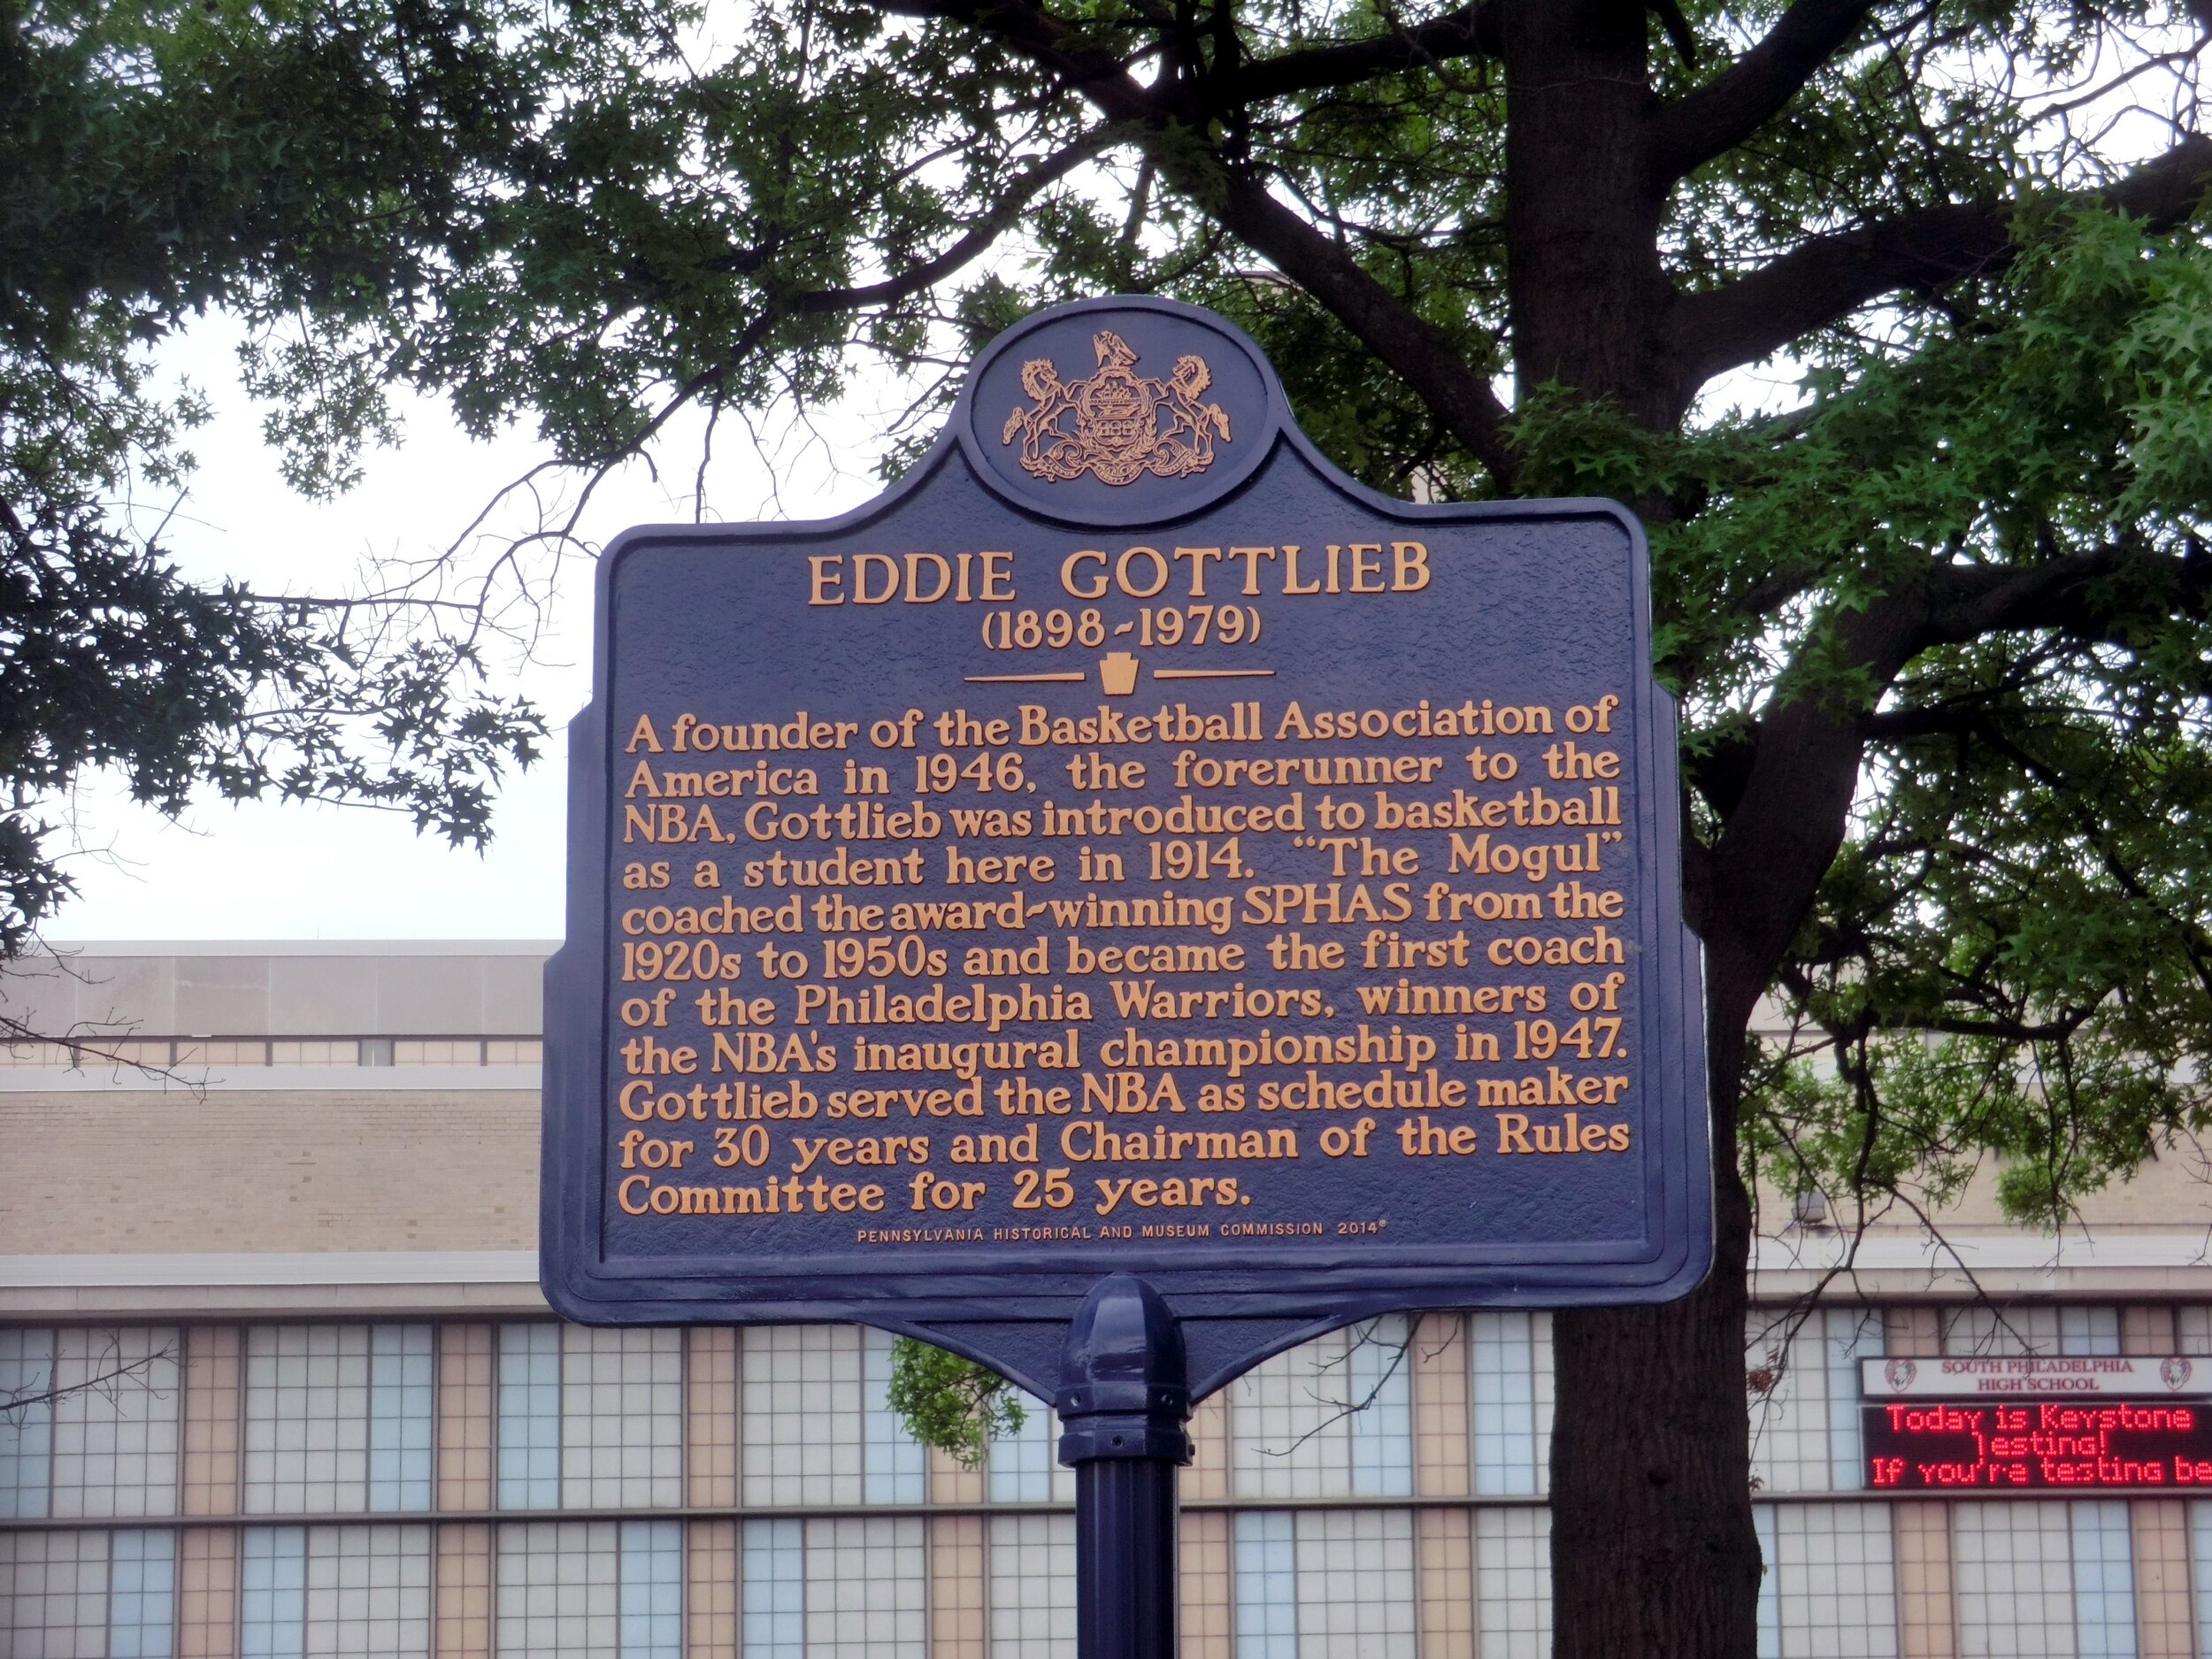 EDDIE GOTTLIEB
(1898-1979)
A founder of the Basketball Association of
America in 1946, the forerunner to the
NBA, Gottlieb was introduced to basketball
as a student here in 1914. “The Mogul”
coached the award-winning SPHAS from the
1920s to 1950s and became the first coach
of the Philadelphia Warriors, winners of
the NBA's inaugural championship in 1947.
Gottlieb served the NBA as schedule maker
for 30 years and Chairman of the Rules
Committee for 25 years.
PENNSYLVANIA HISTORICAL AND MUSEUM COMMISSION 2014©
SOUTH PHILADELPHIA
HIGH SCHOOL
Today is Keystone
Testing!
If you're testing be